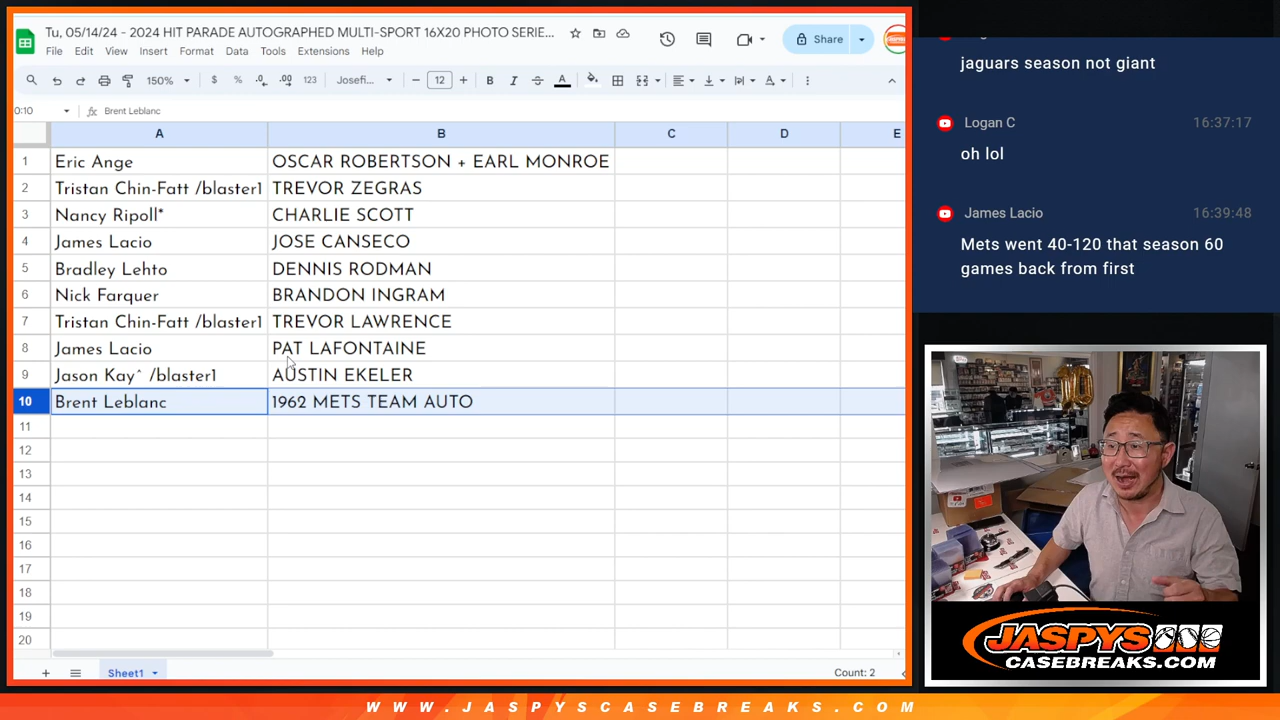 Tu, 05/14/24 - 2024 HIT PARADE AUTOGRAPHED MULTI-SPORT 16X20 PHOTO SERIE...
File Edit View Insert Format Data Tools Extensions Help
Share
150% $ % .0 .00 123 Josefi... − 12 + B I A
0:10 fx Brent Leblanc
A B C D E
1 Eric Ange OSCAR ROBERTSON + EARL MONROE
2 Tristan Chin-Fatt /blaster1 TREVOR ZEGRAS
3 Nancy Ripoll* CHARLIE SCOTT
4 James Lacio JOSE CANSECO
5 Bradley Lehto DENNIS RODMAN
6 Nick Farquer BRANDON INGRAM
7 Tristan Chin-Fatt /blaster1 TREVOR LAWRENCE
8 James Lacio PAT LAFONTAINE
9 Jason Kay^ /blaster1 AUSTIN EKELER
10 Brent Leblanc 1962 METS TEAM AUTO
11
12
13
14
15
16
17
18
19
20
Sheet1
Count: 2
jaguars season not giant
Logan C 16:37:17
oh lol
James Lacio 16:39:48
Mets went 40-120 that season 60
games back from first
10
JASPYS
CASEBREAKS.COM
WWW.JASPYSCASEBREAKS.COM